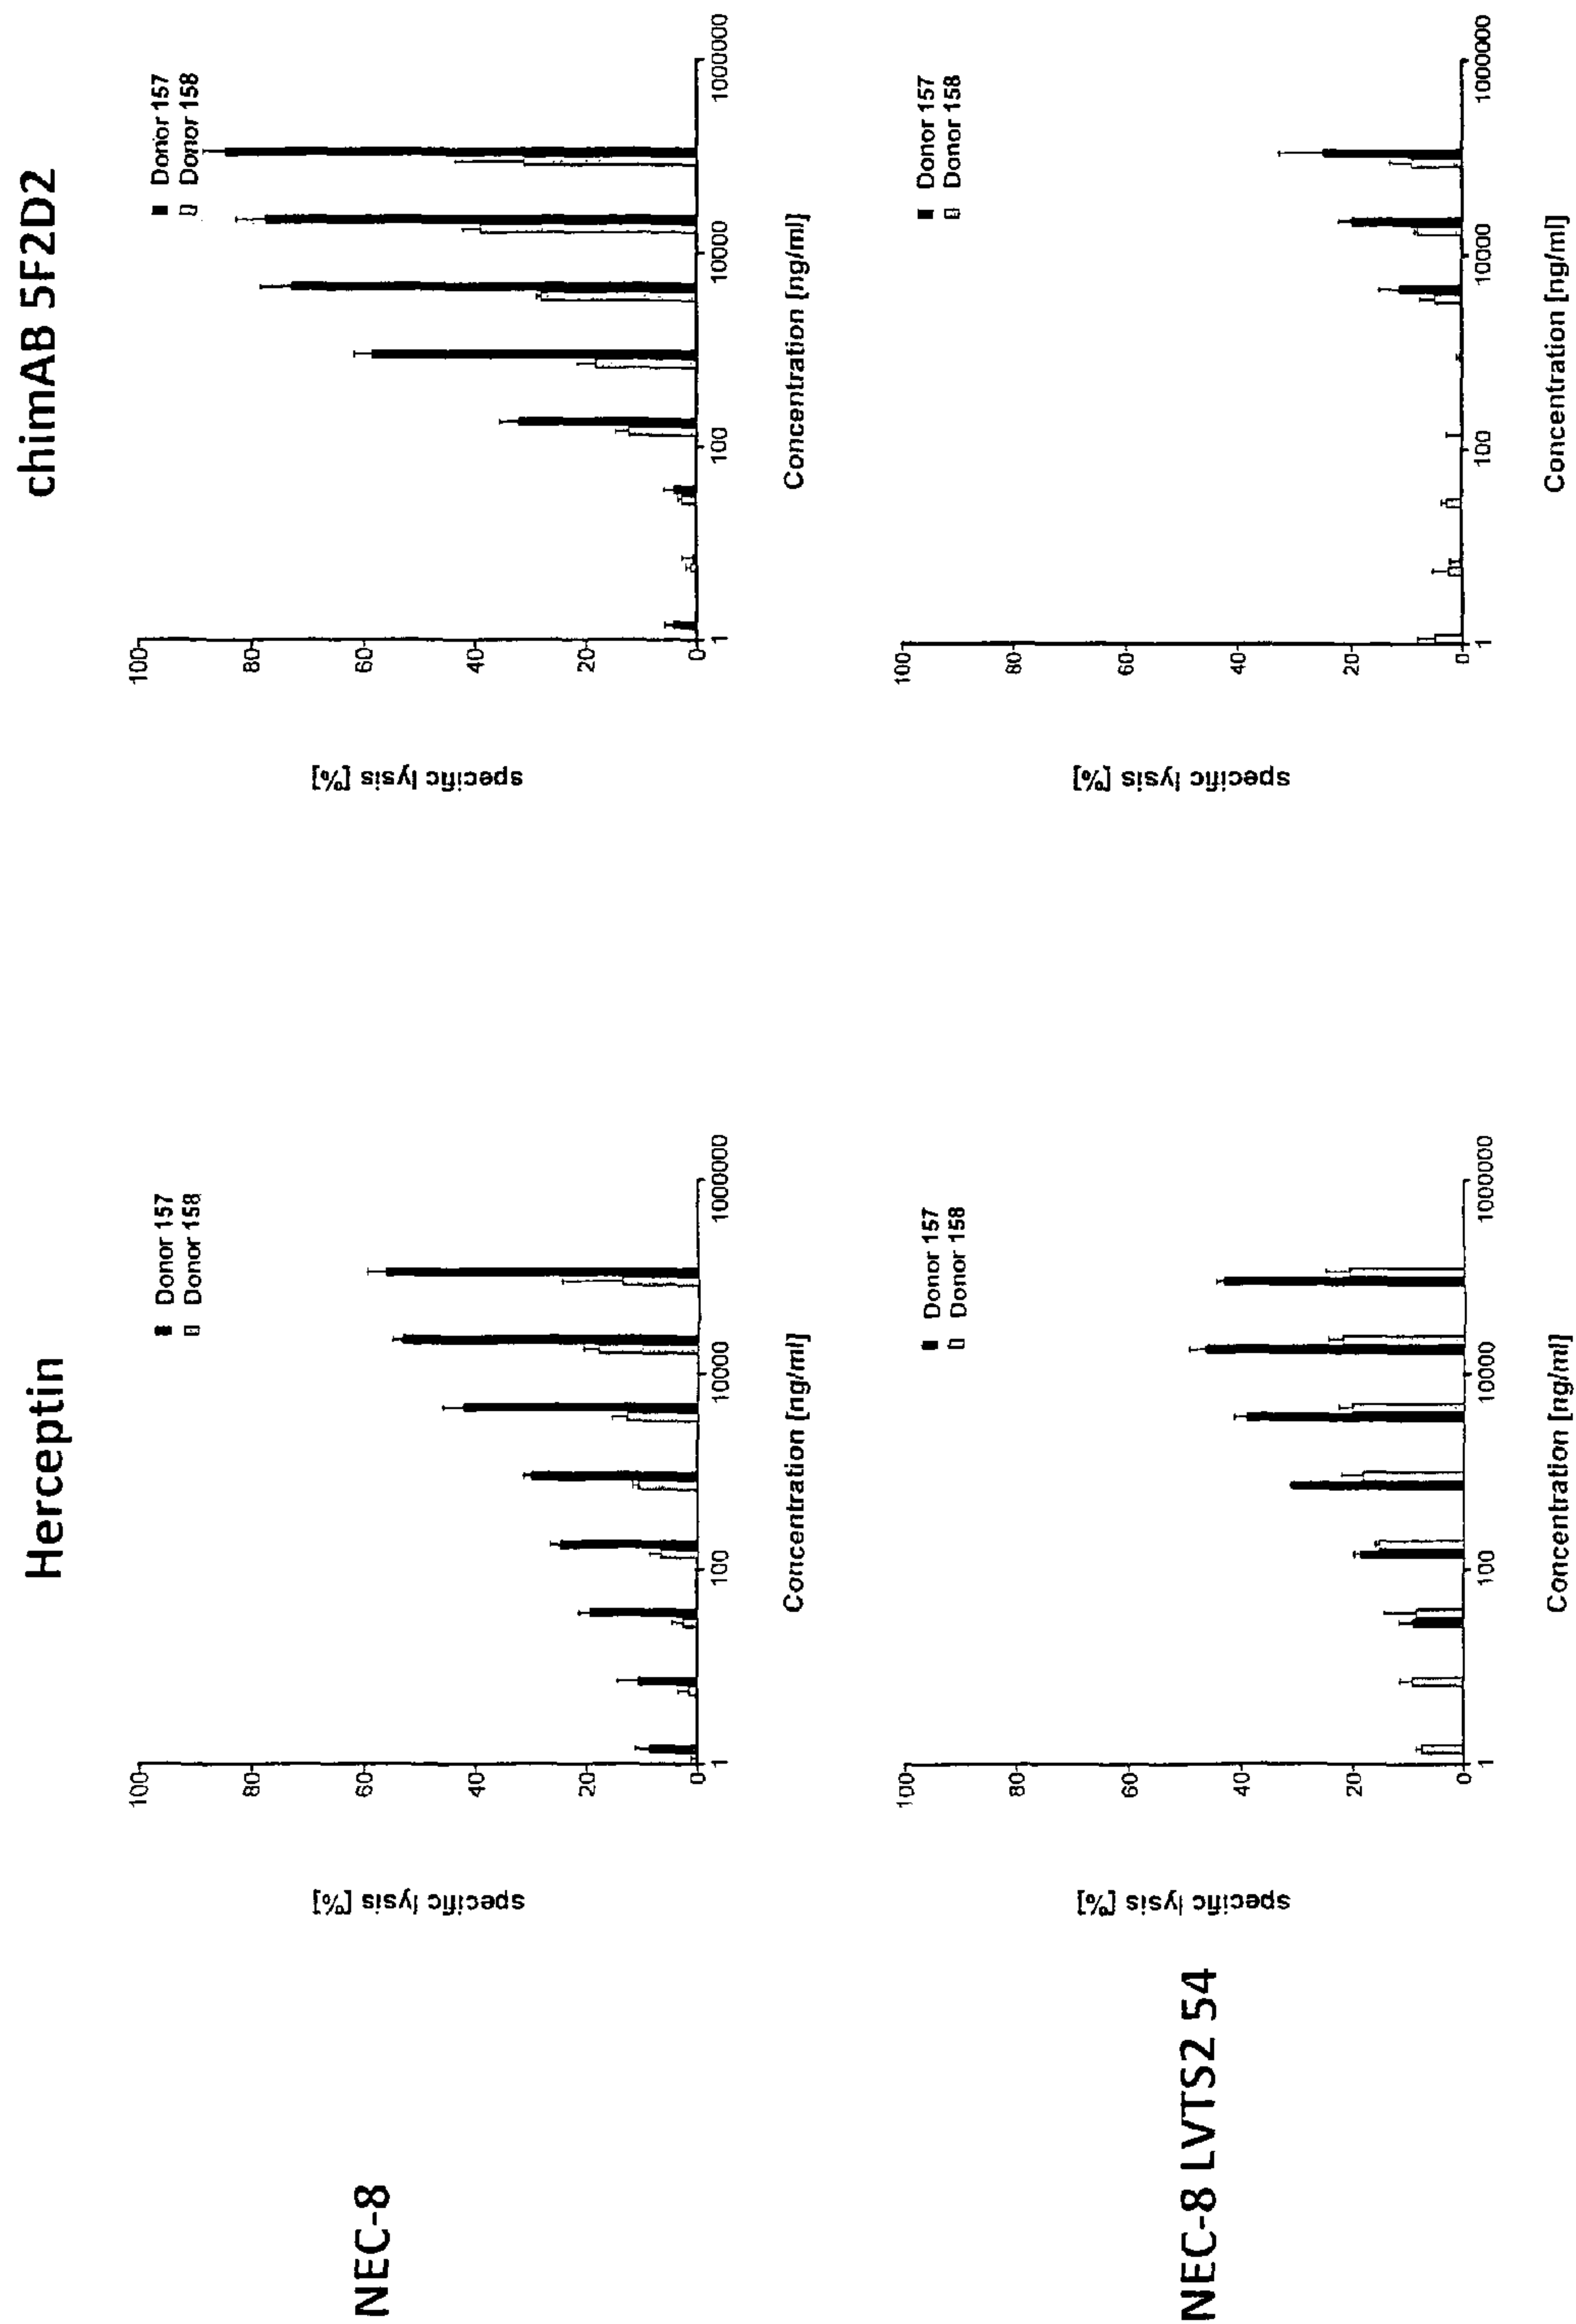 Herceptin
chimAB 5F2D2
NEC-8
specific lysis [%]
100
80
60
40
20
0
1
100
10000
1000000
Concentration [ng/ml]
Donor 157
Donor 158
specific lysis [%]
100
80
60
40
20
0
1
100
10000
1000000
Concentration [ng/ml]
Donor 157
Donor 158
NEC-8 LVTS2 54
specific lysis [%]
100
80
60
40
20
0
1
100
10000
1000000
Concentration [ng/ml]
Donor 157
Donor 158
specific lysis [%]
100
80
60
40
20
0
1
100
10000
1000000
Concentration [ng/ml]
Donor 157
Donor 158